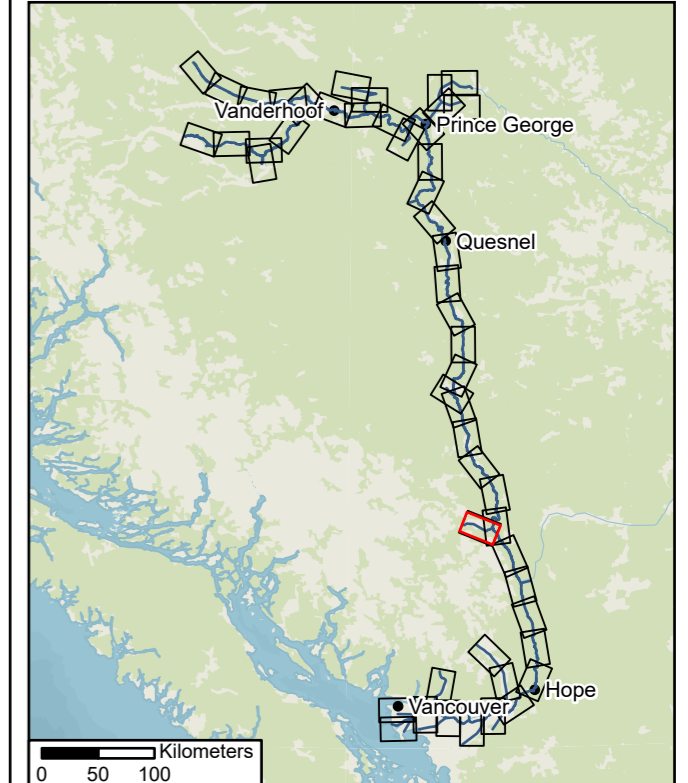 Vanderhoof
Prince George
Quesnel
Hope
Vancouver
Kilometers
0 50 100